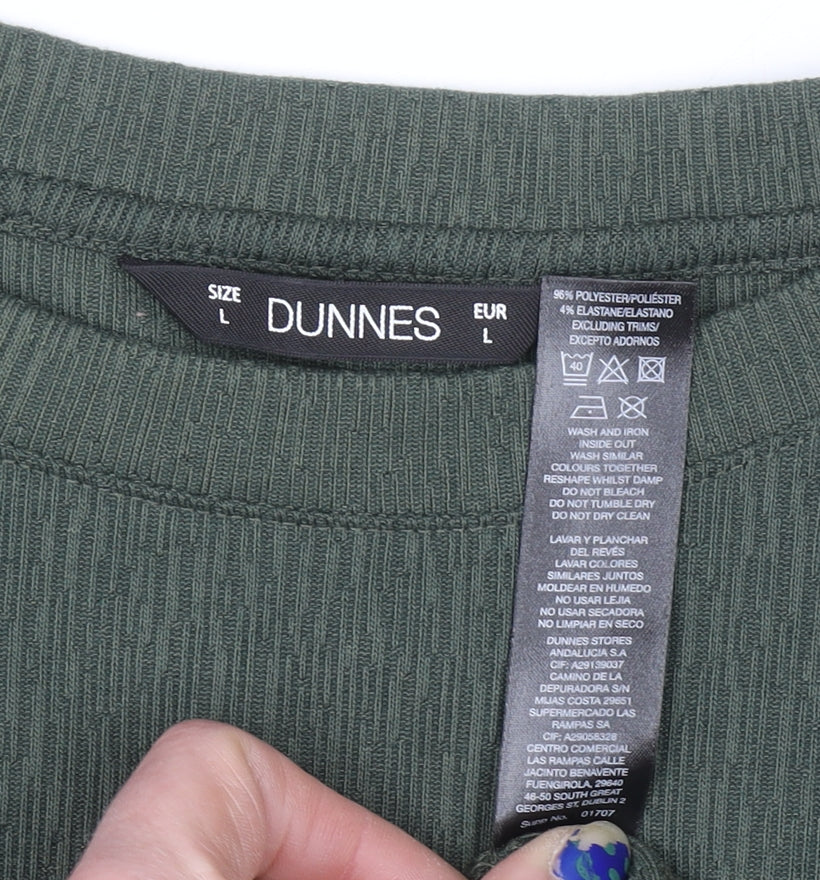 SIZE
L
DUNNES
EUR
L
96% POLYESTER/POLIÉSTER
4% ELASTANE/ELASTANO
EXCLUDING TRIMS/
EXCEPTO ADORNOS
40
WASH AND IRON
INSIDE OUT
WASH SIMILAR
COLOURS TOGETHER
RESHAPE WHILST DAMP
DO NOT BLEACH
DO NOT TUMBLE DRY
DO NOT DRY CLEAN
LAVAR Y PLANCHAR
DEL REVÉS
LAVAR COLORES
SIMILARES JUNTOS
MOLDEAR EN HUMEDO
NO USAR LEJIA
NO USAR SECADORA
NO LIMPIAR EN SECO
DUNNES STORES
ANDALUCIA S.A
CIF: A29139037
CAMINO DE LA
DEPURADORA S/N
MIJAS COSTA 29651
SUPERMERCADO LAS
RAMPAS SA
CIF: A29058328
CENTRO COMERCIAL
LAS RAMPAS CALLE
JACINTO BENAVENTE
FUENGIROLA, 29640
46-50 SOUTH GREAT
GEORGES ST, DUBLIN 2
Supp No. 01707